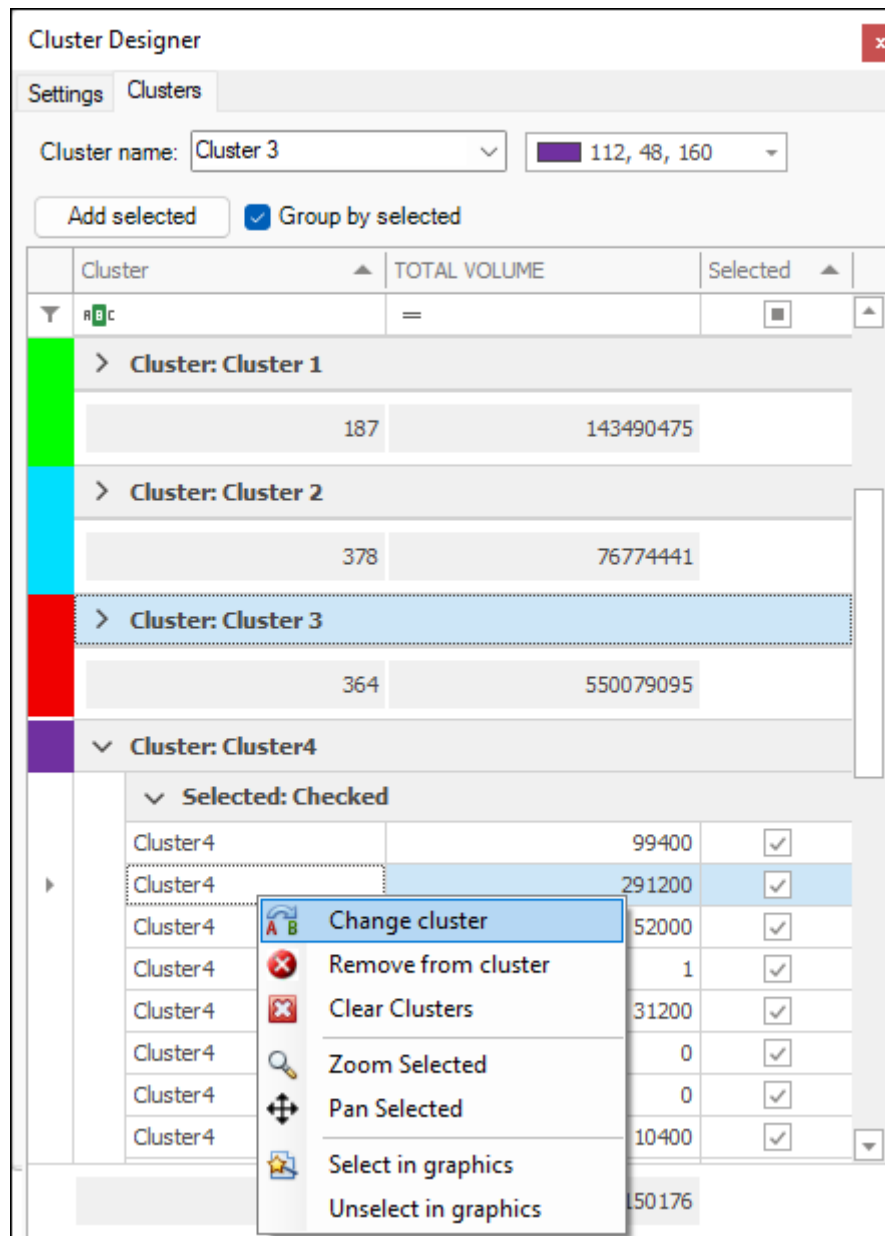 Cluster Designer
x
Settings Clusters
Cluster name: Cluster 3 112, 48, 160
Add selected Group by selected
Cluster TOTAL VOLUME Selected
ABC =
Cluster: Cluster 1
187 143490475
Cluster: Cluster 2
378 76774441
Cluster: Cluster 3
364 550079095
Cluster: Cluster4
Selected: Checked
Cluster4 99400
Cluster4 291200
Change cluster
Cluster4 52000
Remove from cluster
Cluster4 1
Clear Clusters
Cluster4 31200
Zoom Selected
Cluster4 0
Pan Selected
Cluster4 0
Cluster4 10400
Select in graphics
Unselect in graphics 150176
A B